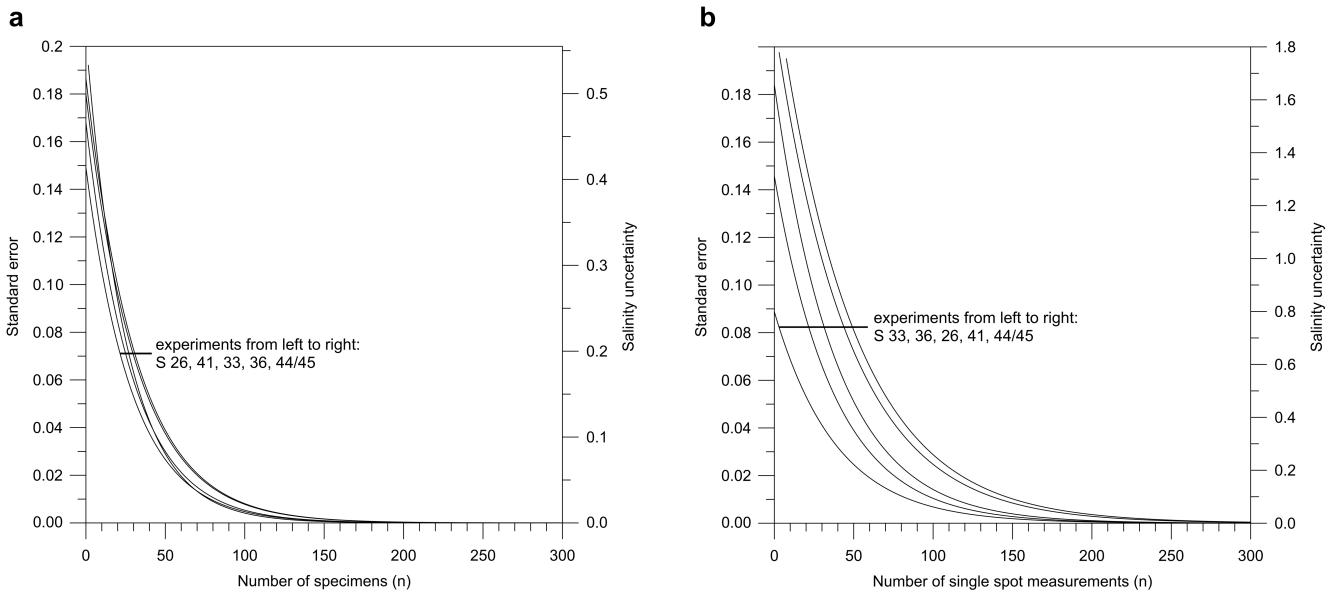 a
0.2
0.18
0.16
0.14
0.12
0.10
0.08
0.06
0.04
0.02
0.00
Standard error
0 50 100 150 200 250 300
Number of specimens (n)
0.5
0.4
0.3
0.2
0.1
0.0
Salinity uncertainty
experiments from left to right:
S 26, 41, 33, 36, 44/45
b
0.18
0.16
0.14
0.12
0.10
0.08
0.06
0.04
0.02
0.00
Standard error
0 50 100 150 200 250 300
Number of single spot measurements (n)
1.8
1.6
1.4
1.2
1.0
0.8
0.6
0.4
0.2
0.0
Salinity uncertainty
experiments from left to right:
S 33, 36, 26, 41, 44/45